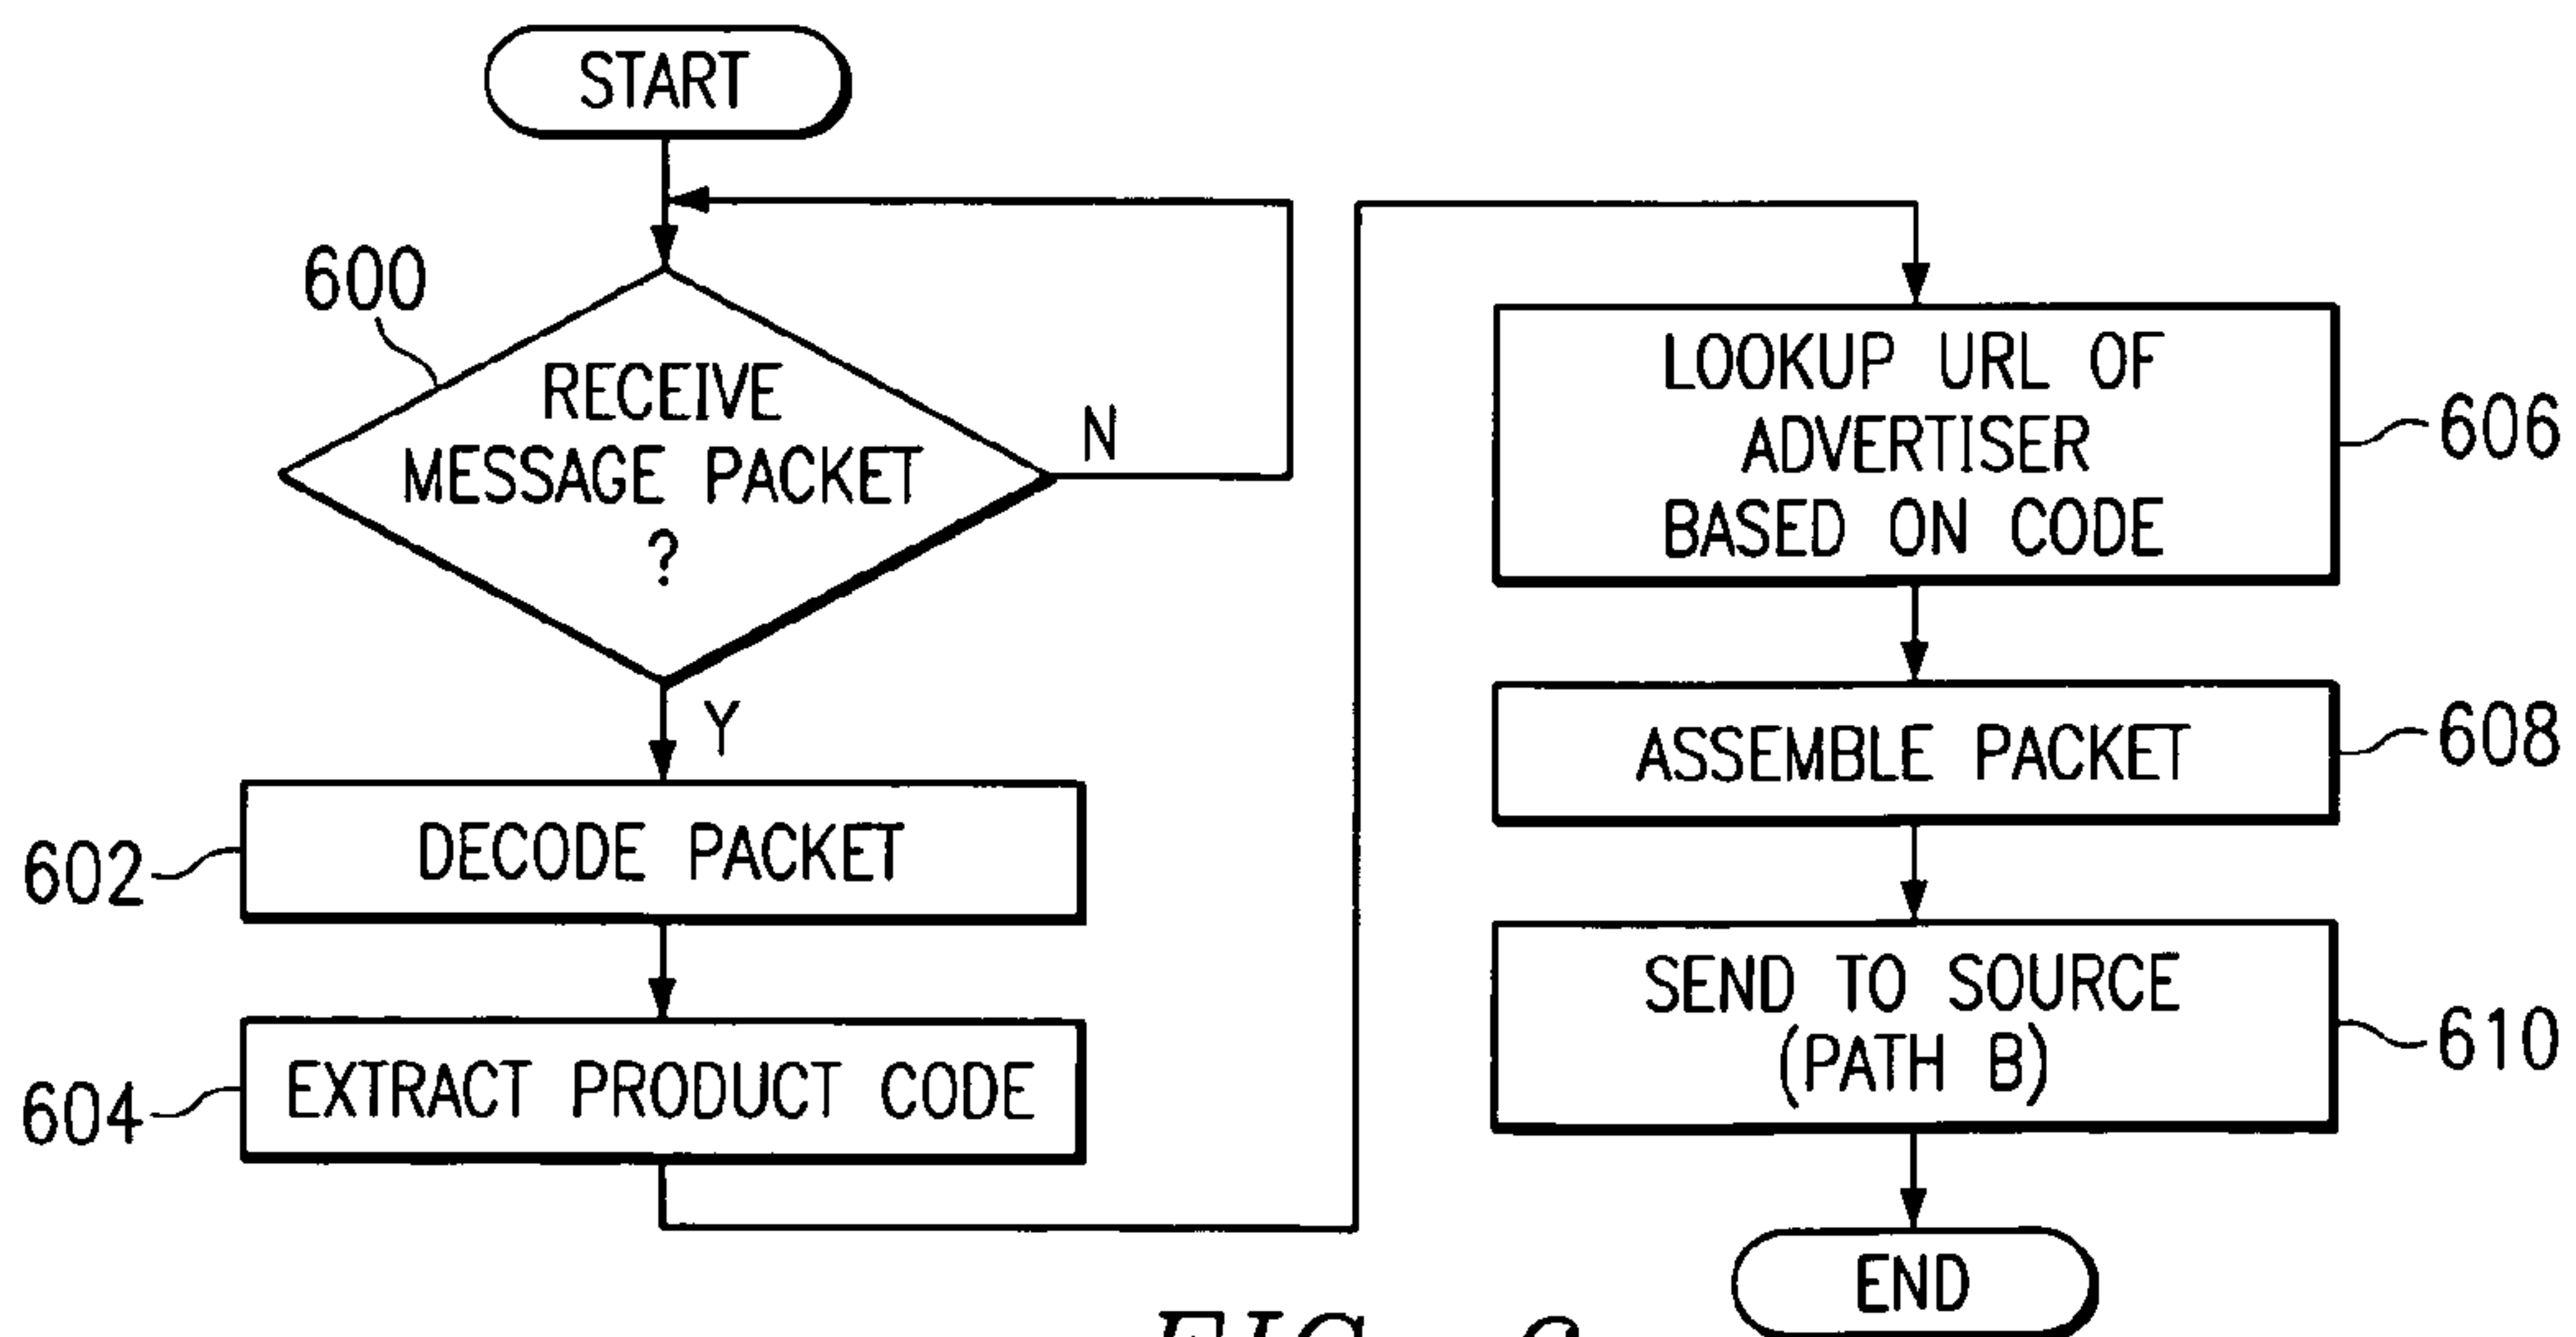 START
600
RECEIVE
MESSAGE PACKET
?
N
Y
602
DECODE PACKET
604
EXTRACT PRODUCT CODE
LOOKUP URL OF
ADVERTISER
BASED ON CODE
606
ASSEMBLE PACKET
608
SEND TO SOURCE
(PATH B)
610
END